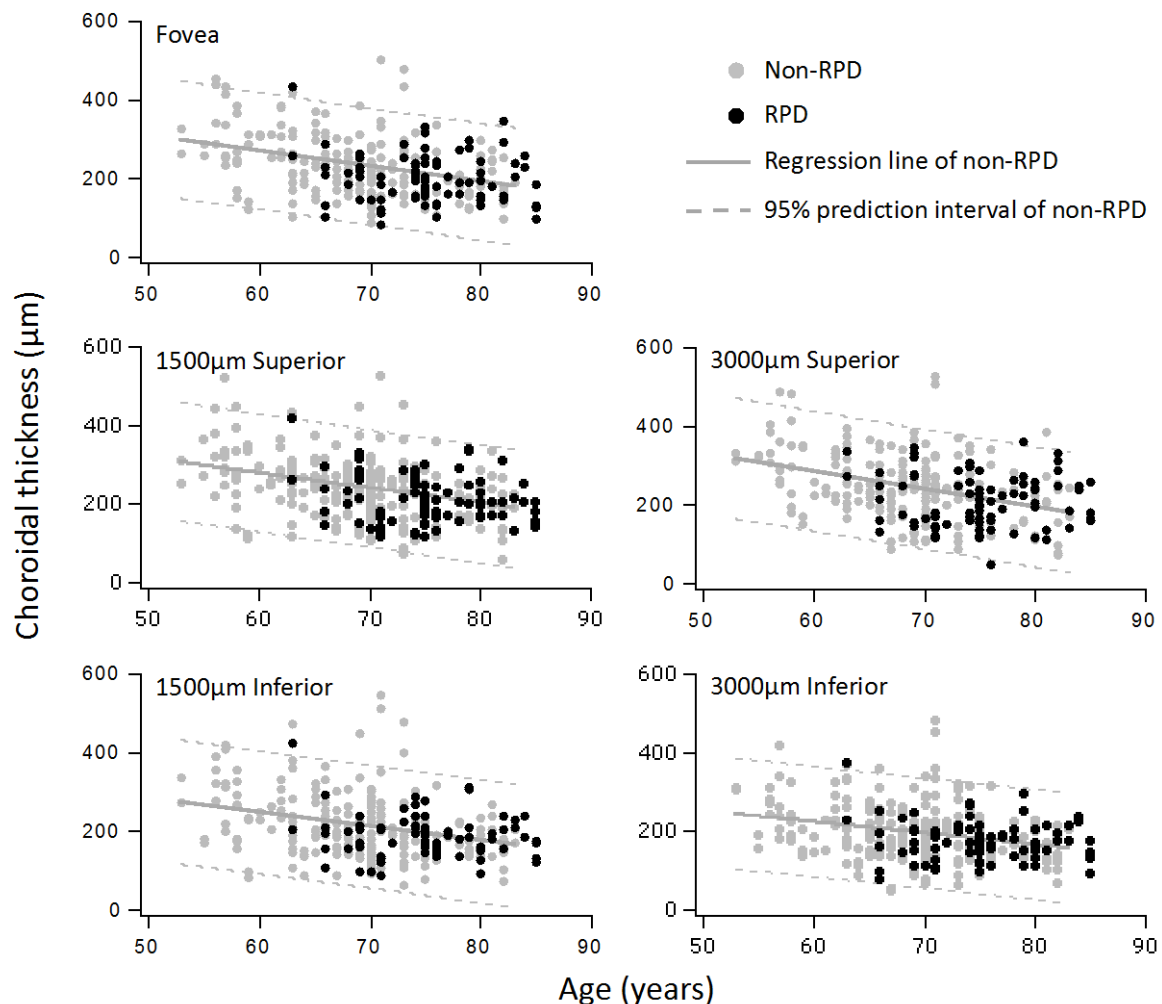 Fovea
600
400
200
0
50 60 70 80 90
Non-RPD
RPD
Regression line of non-RPD
95% prediction interval of non-RPD
Choroidal thickness (µm)
1500µm Superior
600
400
200
0
50 60 70 80 90
3000µm Superior
600
400
200
0
50 60 70 80 90
1500µm Inferior
600
400
200
0
50 60 70 80 90
3000µm Inferior
600
400
200
0
50 60 70 80 90
Age (years)